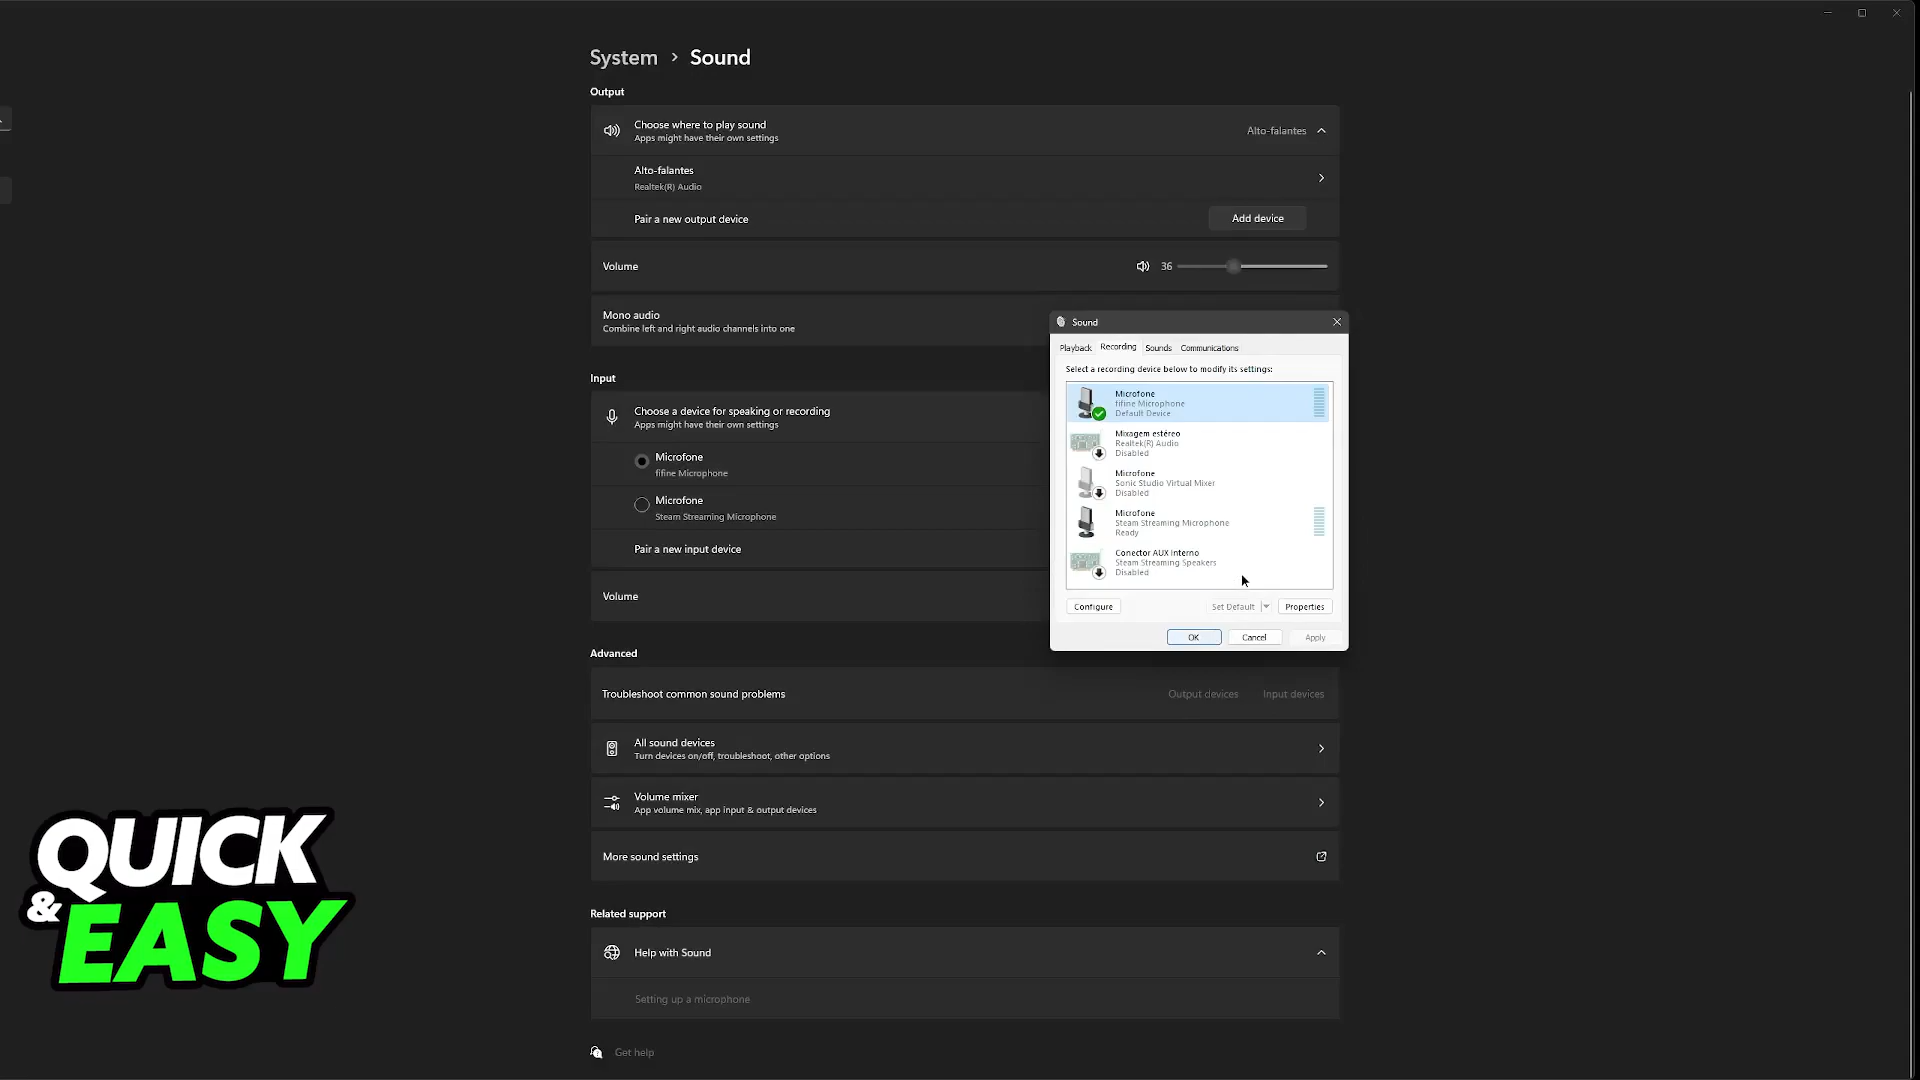 System > Sound
Output
Choose where to play sound
Apps might have their own settings
Alto-falantes
Alto-falantes
Realtek(R) Audio
Pair a new output device
Add device
Volume
36
Mono audio
Combine left and right audio channels into one
Input
Choose a device for speaking or recording
Apps might have their own settings
Microfone
fifine Microphone
Microfone
Steam Streaming Microphone
Pair a new input device
Volume
Sound
Playback Recording Sounds Communications
Select a recording device below to modify its settings:
Microfone
fifine Microphone
Default Device
Mixagem estéreo
Realtek(R) Audio
Disabled
Microfone
Sonic Studio Virtual Mixer
Disabled
Microfone
Steam Streaming Microphone
Ready
Conector AUX Interno
Steam Streaming Speakers
Disabled
Configure Set Default Properties
OK Cancel Apply
Advanced
Troubleshoot common sound problems
Output devices Input devices
All sound devices
Turn devices on/off, troubleshoot, other options
Volume mixer
App volume mix, app input & output devices
More sound settings
Related support
Help with Sound
Setting up a microphone
Get help
QUICK
& EASY